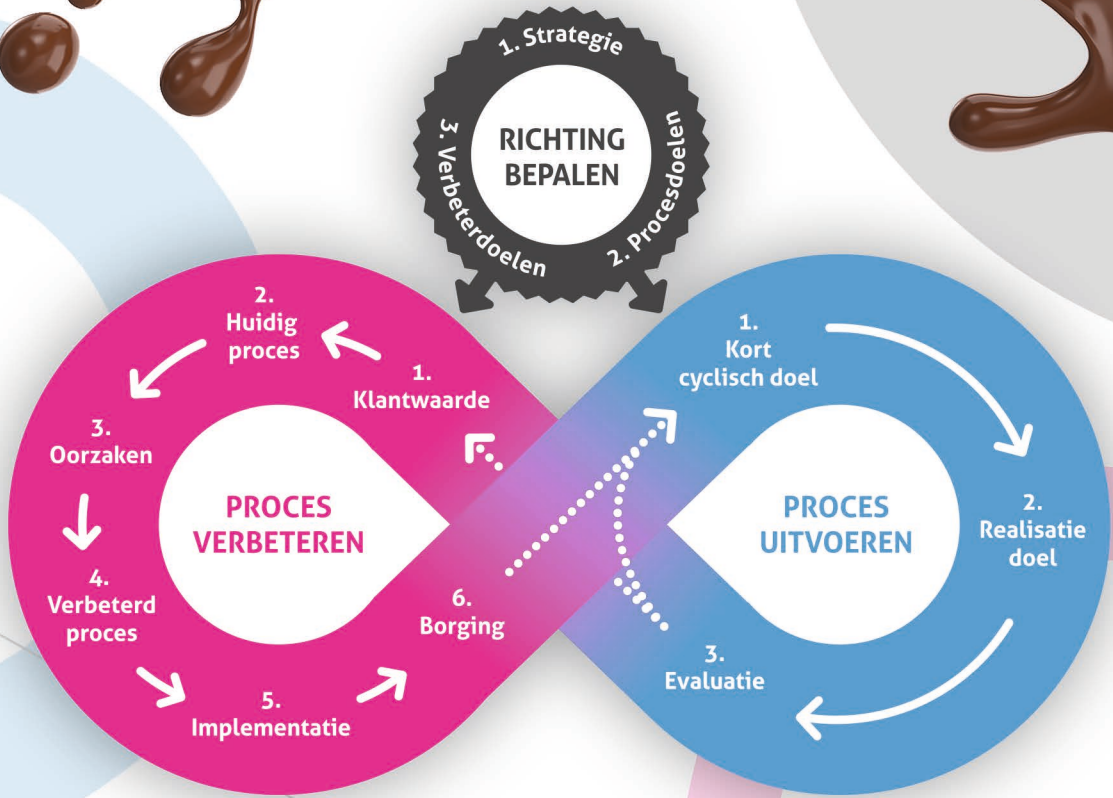 1. Strategie
2. Procesdoelen
3. Verbeterdoelen
RICHTING
BEPALEN
PROCES
VERBETEREN
1.
Klantwaarde
2.
Huidig
proces
3.
Oorzaken
4.
Verbeterd
proces
5.
Implementatie
6.
Borging
PROCES
UITVOEREN
1.
Kort
cyclisch doel
2.
Realisatie
doel
3.
Evaluatie